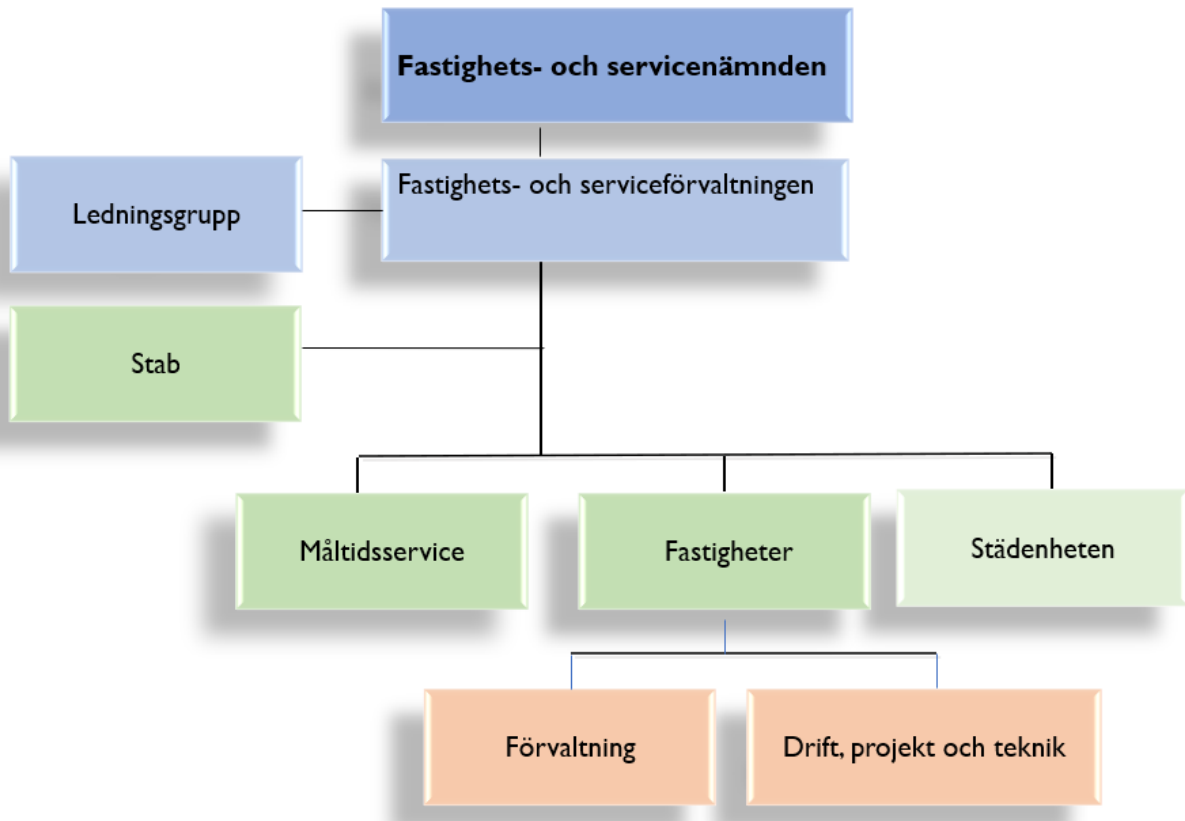 Fastighets- och servicenämnden
Fastighets- och serviceförvaltningen
Ledningsgrupp
Stab
Måltidsservice
Fastigheter
Städenheten
Förvaltning
Drift, projekt och teknik